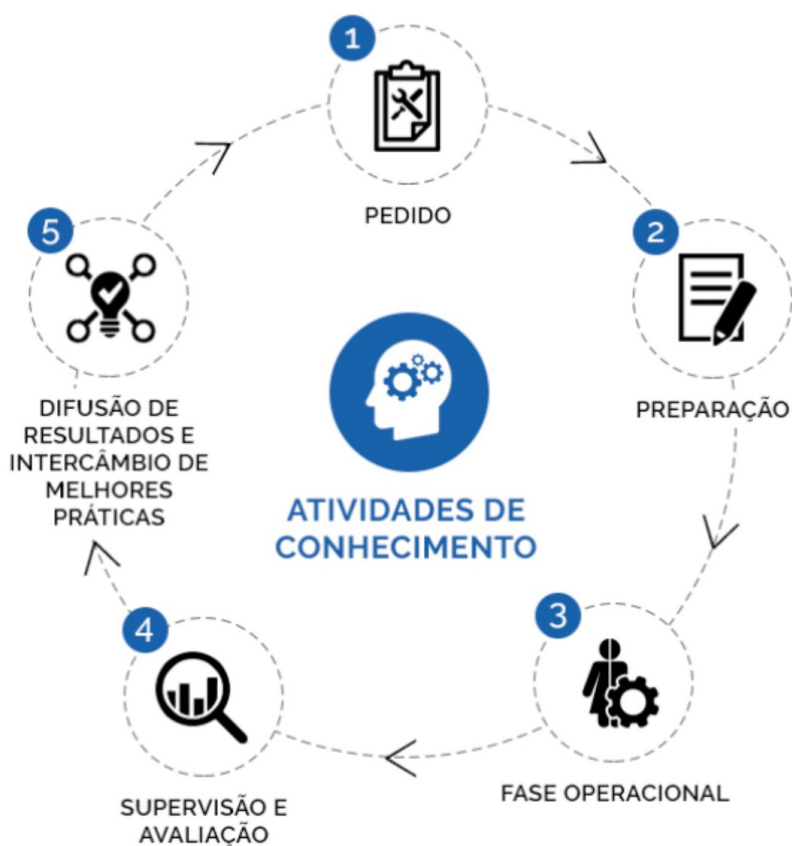 1
PEDIDO
2
PREPARAÇÃO
3
FASE OPERACIONAL
4
SUPERVISÃO E
AVALIAÇÃO
5
DIFUSÃO DE
RESULTADOS E
INTERCÂMBIO DE
MELHORES
PRÁTICAS
ATIVIDADES DE
CONHECIMENTO